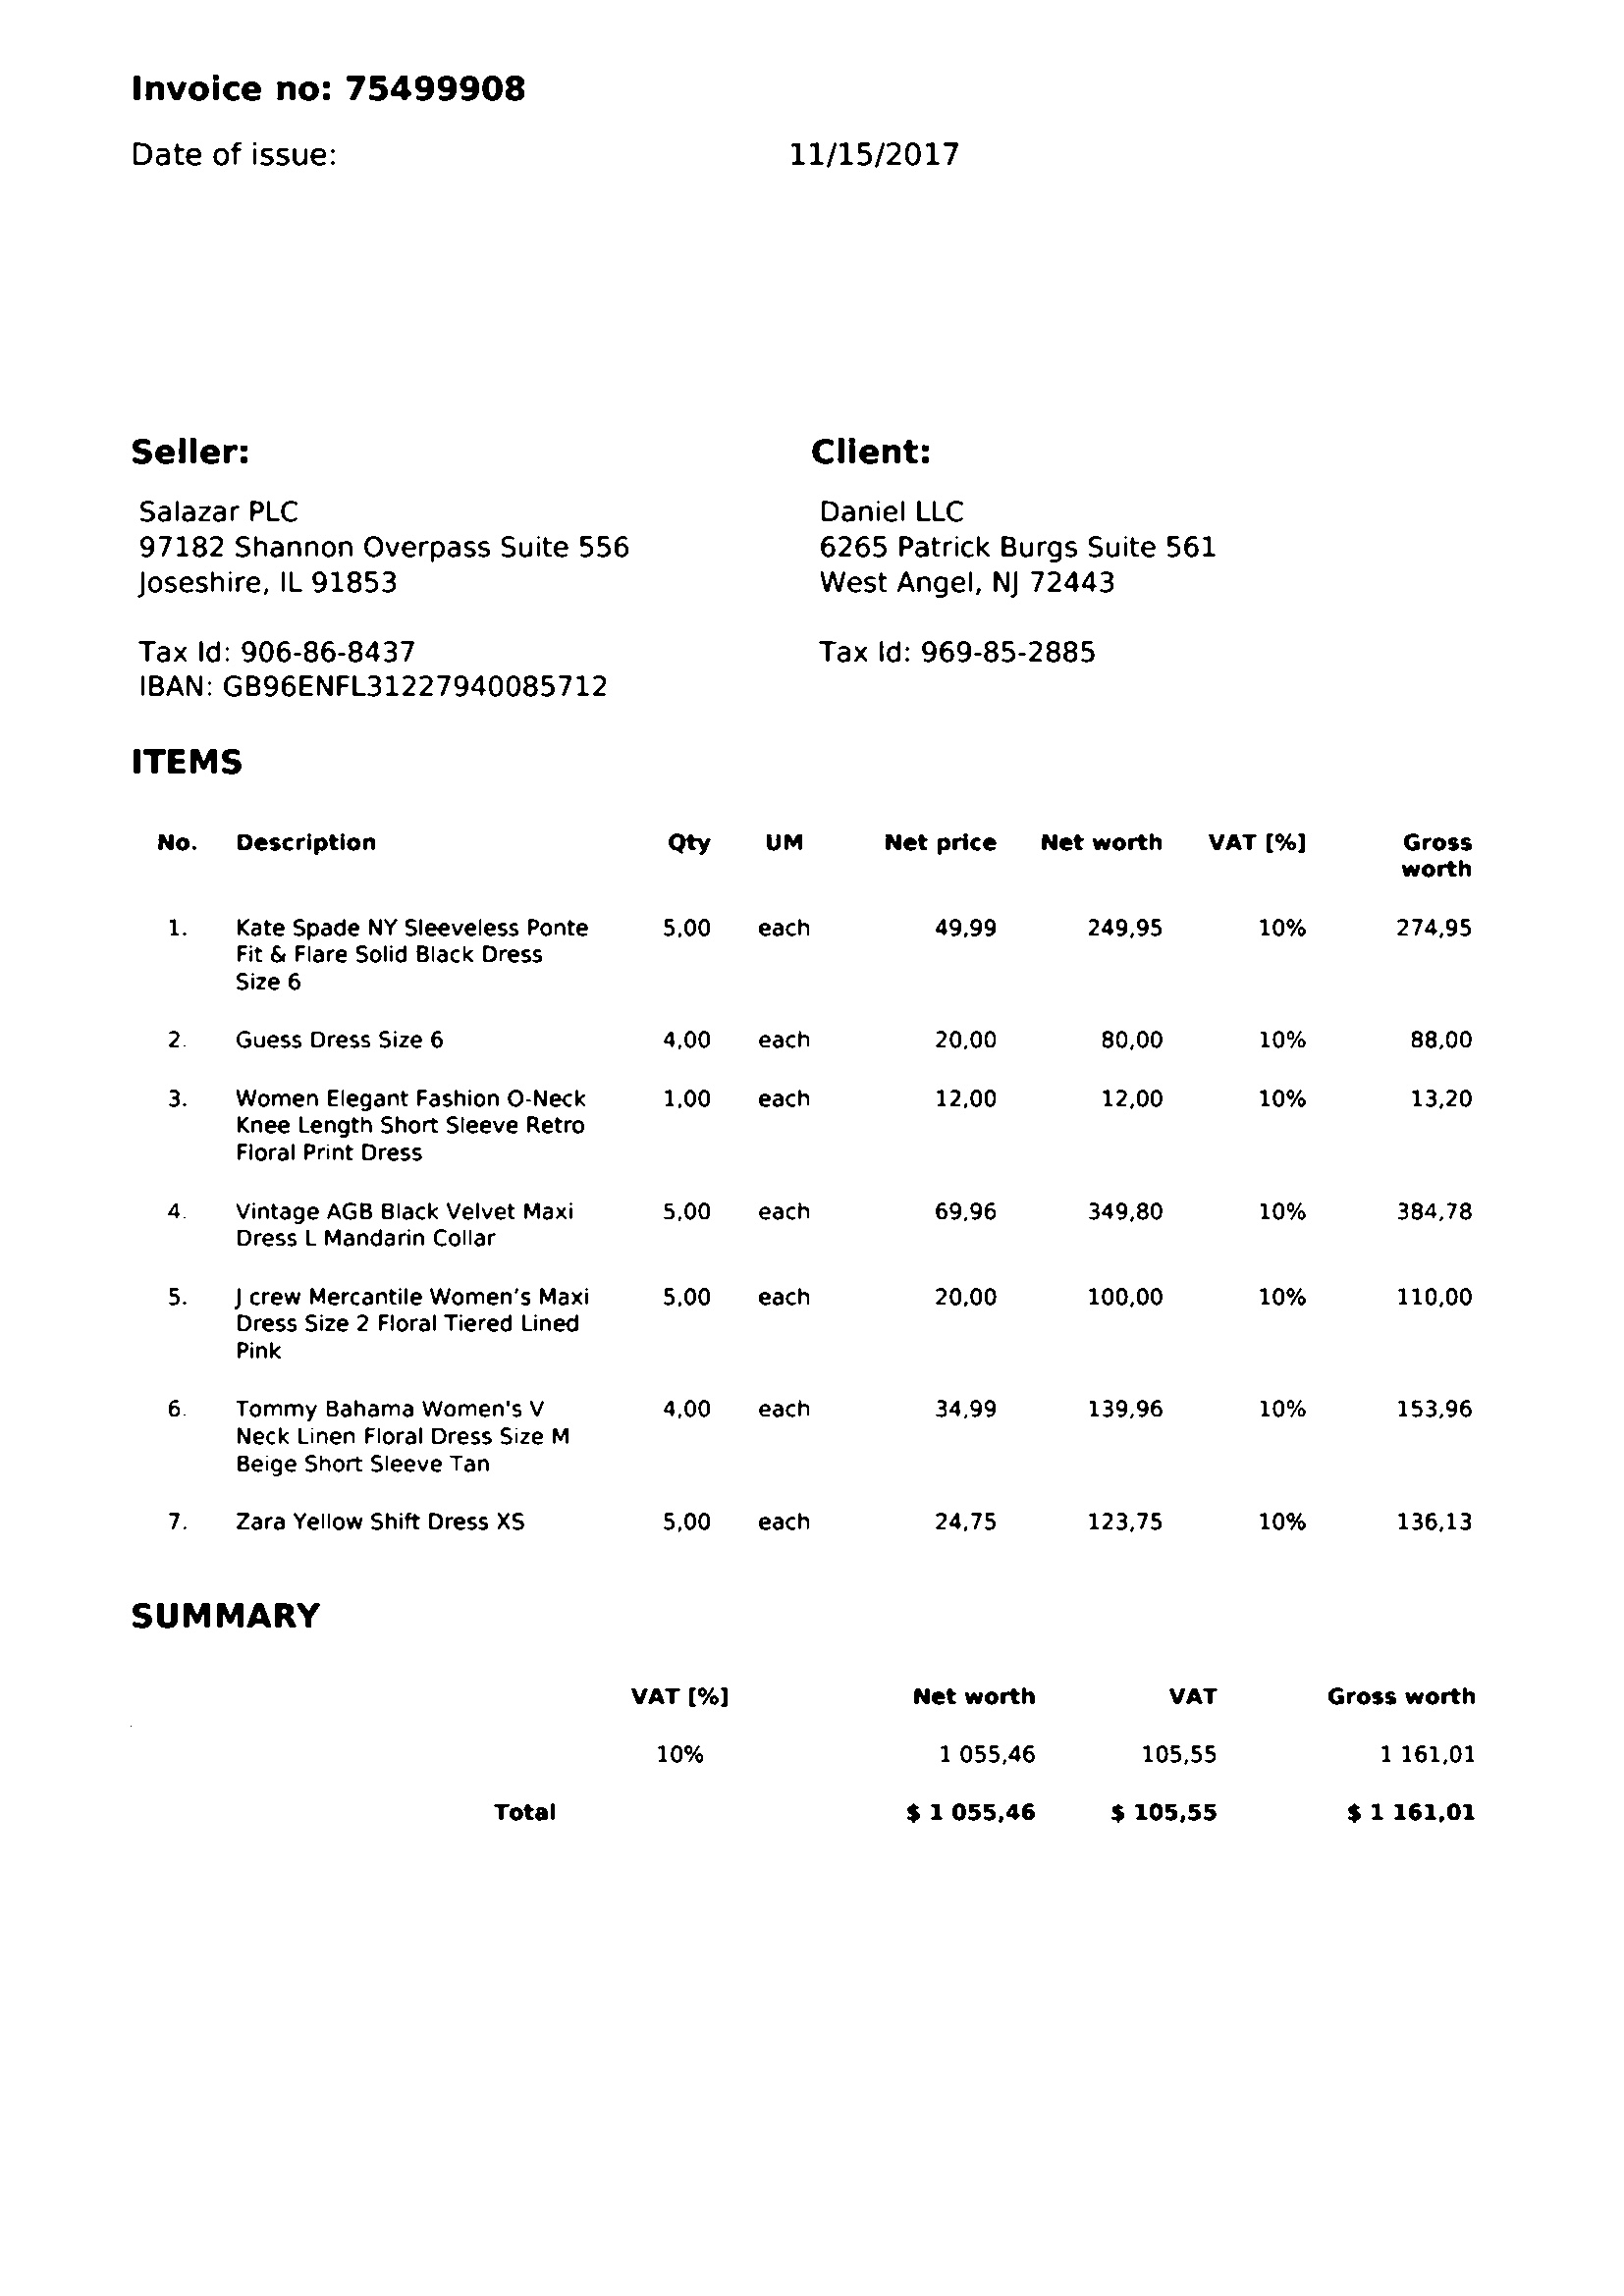 Invoice no: 75499908
Date of issue: 11/15/2017
Seller: Client:
Salazar PLC
97182 Shannon Overpass Suite 556
Joseshire, IL 91853
Tax Id: 906-86-8437
IBAN: GB96ENFL31227940085712
Daniel LLC
6265 Patrick Burgs Suite 561
West Angel, NJ 72443
Tax Id: 969-85-2885
ITEMS
No. Description Qty UM Net price Net worth VAT [%] Gross
worth
1. Kate Spade NY Sleeveless Ponte 5,00 each 49,99 249,95 10% 274,95
Fit & Flare Solid Black Dress
Size 6
2. Guess Dress Size 6 4,00 each 20,00 80,00 10% 88,00
3. Women Elegant Fashion O-Neck 1,00 each 12,00 12,00 10% 13,20
Knee Length Short Sleeve Retro
Floral Print Dress
4. Vintage AGB Black Velvet Maxi 5,00 each 69,96 349,80 10% 384,78
Dress L Mandarin Collar
5. J crew Mercantile Women's Maxi 5,00 each 20,00 100,00 10% 110,00
Dress Size 2 Floral Tiered Lined
Pink
6. Tommy Bahama Women's V 4,00 each 34,99 139,96 10% 153,96
Neck Linen Floral Dress Size M
Beige Short Sleeve Tan
7. Zara Yellow Shift Dress XS 5,00 each 24,75 123,75 10% 136,13
SUMMARY
VAT [%] Net worth VAT Gross worth
10% 1 055,46 105,55 1 161,01
Total $ 1 055,46 $ 105,55 $ 1 161,01